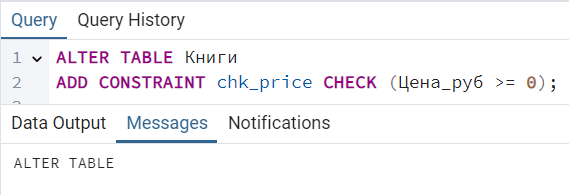 Query Query History
1 ALTER TABLE Книги
2 ADD CONSTRAINT chk_price CHECK (Цена_руб >= 0);
Data Output Messages Notifications
ALTER TABLE